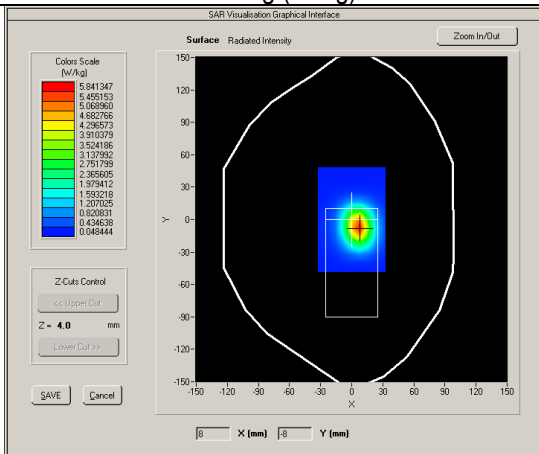 SAR Visualisation Graphical Interface
Surface Radiated Intensity
Zoom In/Out
Colors Scale
(W/kg)
5.841347
5.455153
5.068960
4.682766
4.296573
3.910379
3.524186
3.137992
2.751799
2.365605
1.979412
1.593218
1.207025
0.820831
0.434638
0.048444
Z-Cuts Control
<< Upper Cut
Z = 4.0 mm
Lower Cut >>
SAVE Cancel
Y
150
120
90
60
30
0
-30
-60
-90
-120
-150
-150 -120 -90 -60 -30 0 30 60 90 120 150
X
8 X (mm) -8 Y (mm)